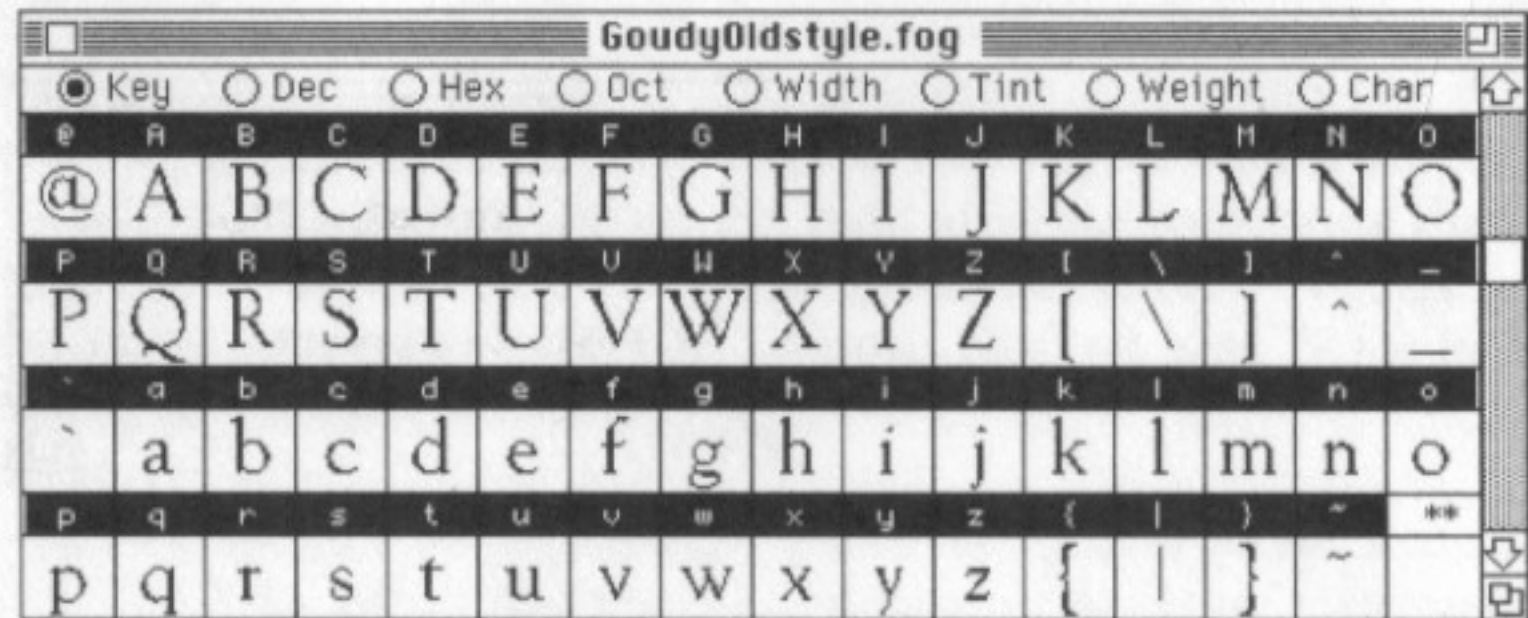 GoudyOldstyle.fog
Key Dec Hex Oct Width Tint Weight Char
@ A B C D E F G H I J K L M N O
@ A B C D E F G H I J K L M N O
P Q R S T U V W X Y Z [ \ ] ^ _
P Q R S T U V W X Y Z [ \ ] ^ _
` a b c d e f g h i j k l m n o
` a b c d e f g h i j k l m n o
p q r s t u v w x y z { | } ~ **
p q r s t u v w x y z { | } ~